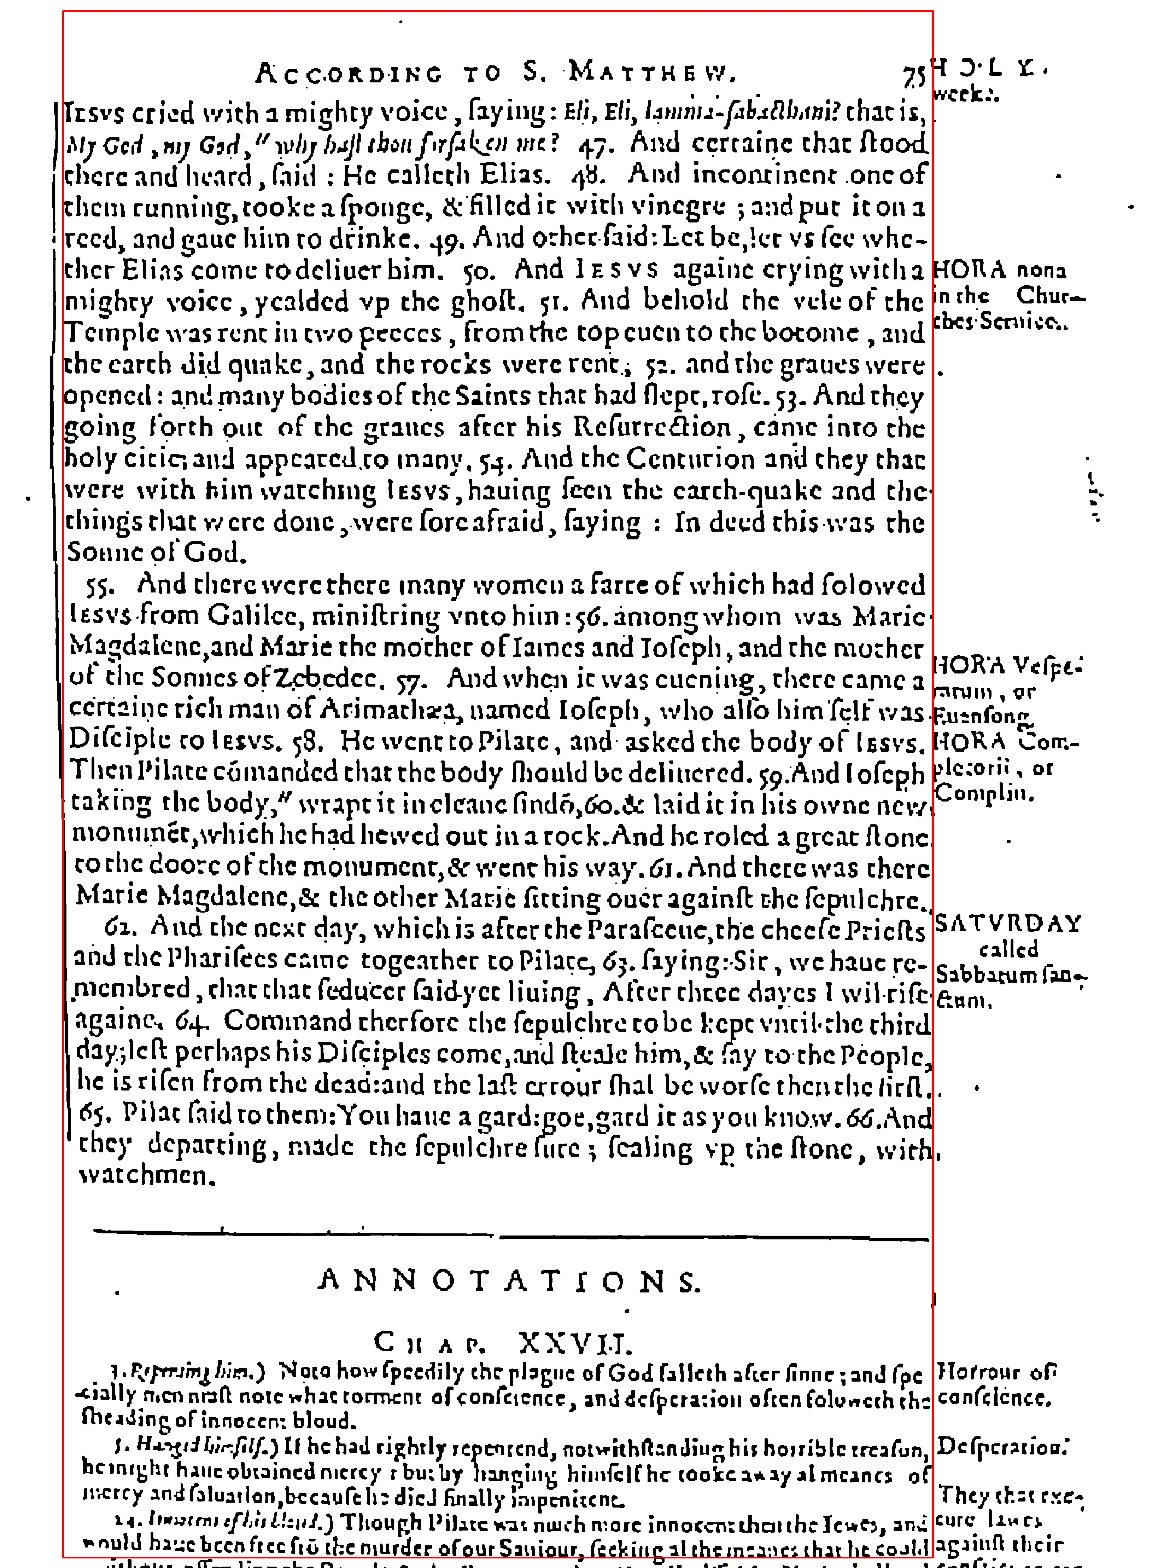 ACCORDING TO S. MATTHEW. 75
IESVS cried with a mighty voice, ſaying: Eli, Eli, lamma-ſabacthani? that is,
My God, my God, " why haſt thou forſaken me? 47. And certaine that ſtood
there and heard, ſaid: He calleth Elias. 48. And incontinent one of
them running, tooke a ſponge, & filled it with vinegre; and put it on a
reed, and gaue him to drinke. 49. And other ſaid: Let be, let vs ſee whe-
ther Elias come to deliuer him. 50. And IESVS againe crying with a
mighty voice, yealded vp the ghoſt. 51. And behold the vele of the
Temple was rent in two peeces, from the top euen to the botome, and
the earth did quake, and the rocks were rent; 52. and the graues were
opened: and many bodies of the Saints that had ſlept, roſe. 53. And they
going forth out of the graues after his Reſurrection, came into the
holy citie; and appeared to many. 54. And the Centurion and they that
were with him watching IESVS, hauing ſeen the earth-quake and the
things that were done, were ſore afraid, ſaying: In deed this was the
Sonne of God.
55. And there were there many women a farre of which had folowed
IESVS from Galilee, miniſtring vnto him: 56. among whom was Marie
Magdalene, and Marie the mother of Iames and Ioſeph, and the mother
of the Sonnes of Zebedee. 57. And when it was euening, there came a
certaine rich man of Arimathæa, named Ioſeph, who alſo himſelf was
Diſciple to IESVS. 58. He went to Pilate, and asked the body of IESVS.
Then Pilate cõmanded that the body ſhould be deliuered. 59. And Ioſeph
taking the body, " wrapt it in cleane ſindõ, 60. & laid it in his owne new
monumẽt, which he had hewed out in a rock. And he roled a great ſtone
to the doore of the monument, & went his way. 61. And there was there
Marie Magdalene, & the other Marie ſitting ouer againſt the ſepulchre.
62. And the next day, which is after the Paraſceue, the cheefe Prieſts
and the Phariſees came togeather to Pilate, 63. ſaying: Sir, we haue re-
membred, that that ſeducer ſaid yet liuing, After three dayes I wil riſe
againe. 64. Command therfore the ſepulchre to be kept vntil the third
day; leſt perhaps his Diſciples come, and ſteale him, & ſay to the People,
he is riſen from the dead: and the laſt errour ſhal be worſe then the firſt.
65. Pilat ſaid to them: You haue a gard: goe, gard it as you know. 66. And
they departing, made the ſepulchre ſure; ſealing vp the ſtone, with
watchmen.
ANNOTATIONS.
CHAP. XXVII.
3. Repenting him.) Note how ſpeedily the plague of God falleth after ſinne; and ſpe
cially men muſt note what torment of conſcience, and deſperation often foloweth the
ſheading of innocent bloud.
5. Hanged himſelf.) If he had rightly repentend, notwithſtanding his horrible treaſon,
he might haue obtained mercy: but by hanging himſelf he tooke away al meanes of
mercy and ſaluation, becauſe he died finally impenitent.
24. Innocent of his bloud.) Though Pilate was much more innocent then the Iewes, and
would haue been free frõ the murder of our Sauiour, ſeeking al the meanes that he could
HOLY
week.
HORA nona
in the Chur-
ches Seruice.
HORA Veſpe-
rarum, or
Euenſong
HORA Com-
pletorii, or
Complin.
SATVRDAY
called
Sabbatum ſan-
ctum.
Horrour of
conſcience.
Deſperation.
They that exe-
cute lawes
againſt their